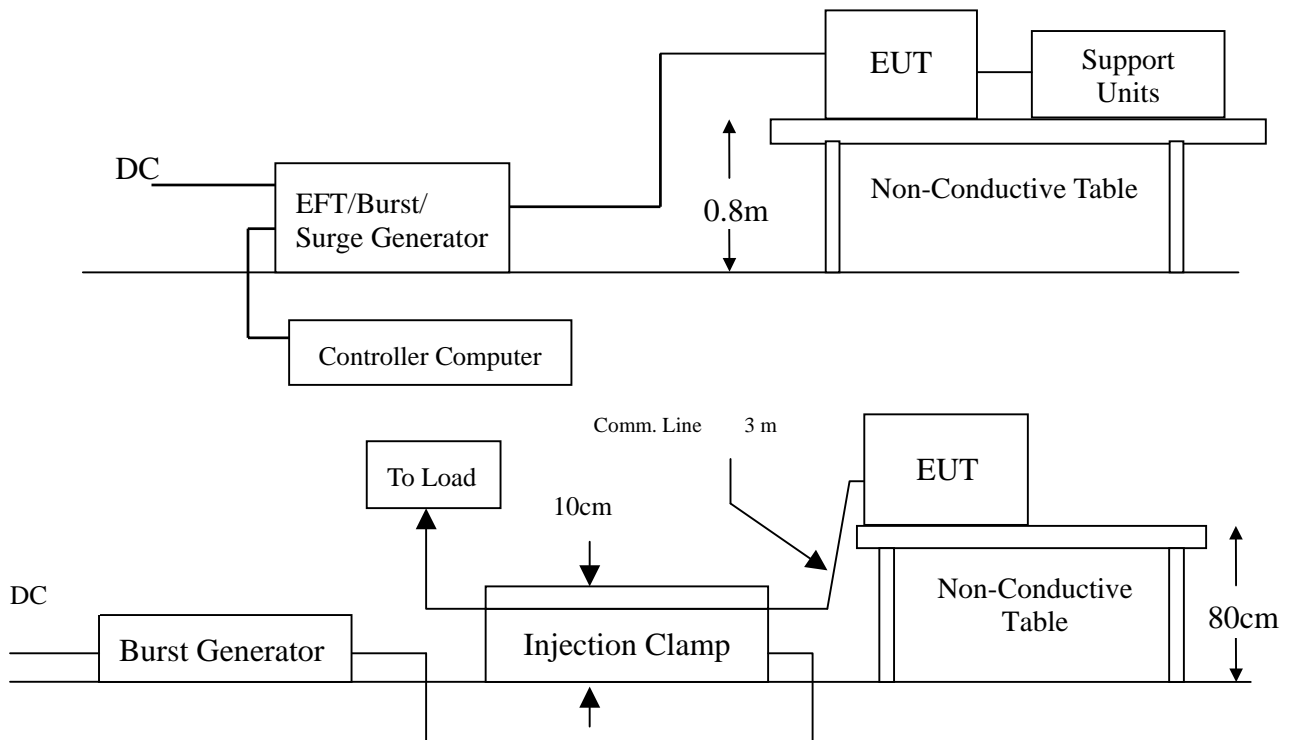 EUT
Support
Units
DC
EFT/Burst/
Surge Generator
0.8m
Non-Conductive Table
Controller Computer
Comm. Line 3 m
To Load
10cm
EUT
DC
Burst Generator
Injection Clamp
Non-Conductive
Table
80cm